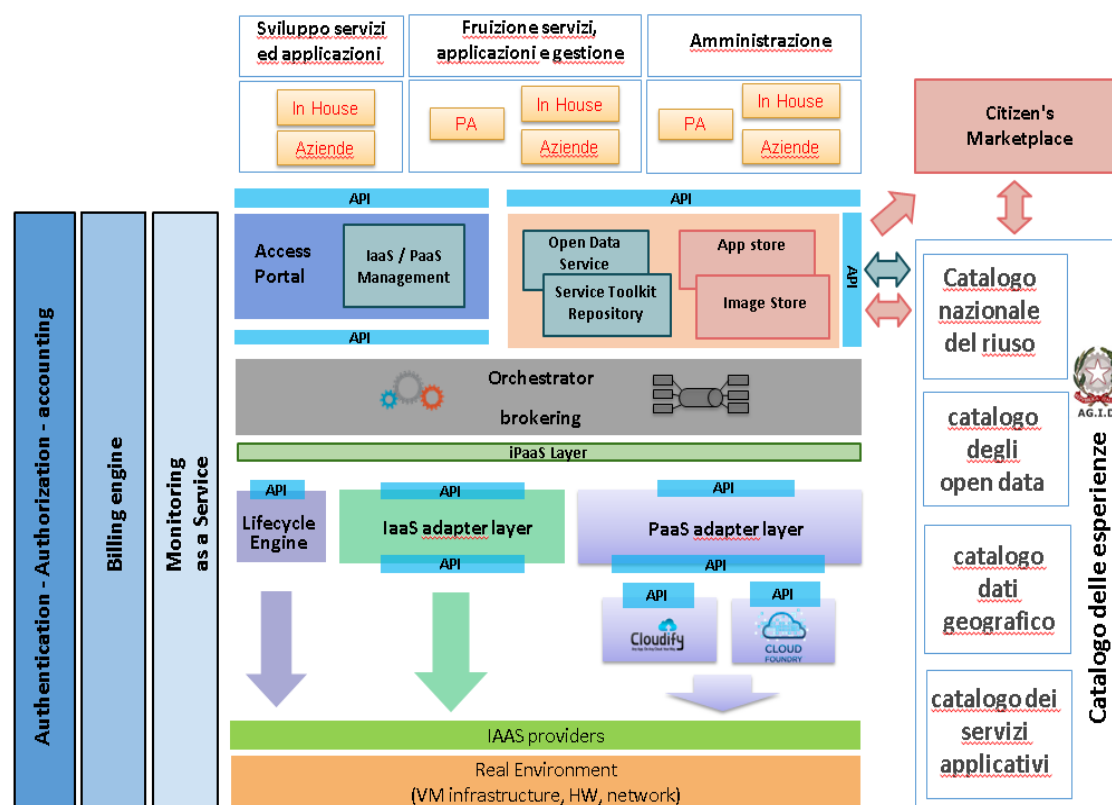 Sviluppo servizi
ed applicazioni
Fruizione servizi,
applicazioni e gestione
Amministrazione
In House
Aziende
PA
In House
Aziende
PA
In House
Aziende
Citizen's
Marketplace
API
API
Access
Portal
IaaS / PaaS
Management
Open Data
Service
Service Toolkit
Repository
App store
Image Store
API
API
Orchestrator
brokering
iPaaS Layer
API
Lifecycle
Engine
API
IaaS adapter layer
API
API
PaaS adapter layer
API
API
Cloudify
API
CLOUD
FOUNDRY
IAAS providers
Real Environment
(VM infrastructure, HW, network)
Authentication - Authorization - accounting
Billing engine
Monitoring
as a Service
Catalogo
nazionale
del riuso
catalogo
degli
open data
catalogo
dati
geografico
catalogo dei
servizi
applicativi
AG.I.D
Catalogo delle esperienze